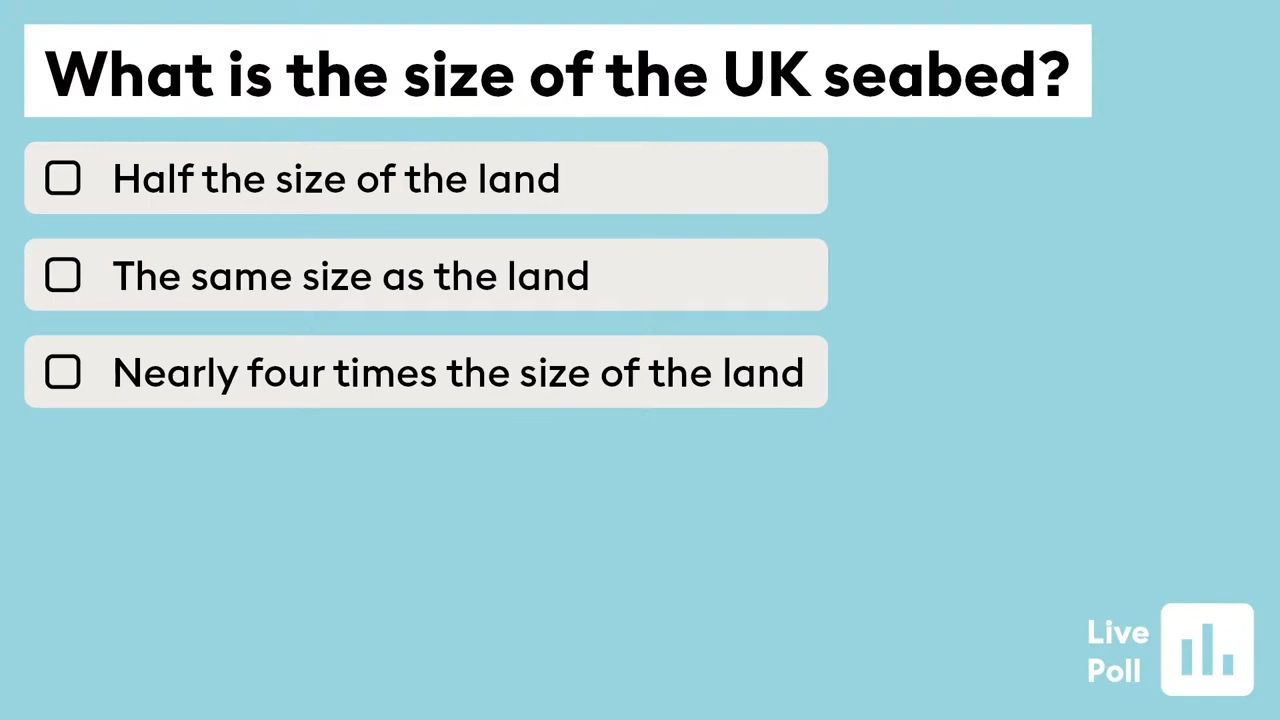 What is the size of the UK seabed?
Half the size of the land
The same size as the land
Nearly four times the size of the land
Live
Poll